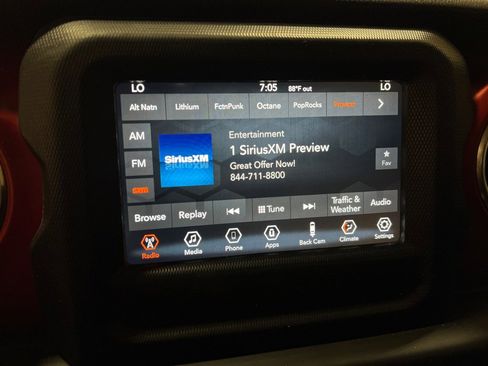 LO 7:05 88°F out LO
Alt Natn Lithium FctnPunk Octane PopRocks Preview
AM
Entertainment
1 SiriusXM Preview
Great Offer Now!
844-711-8800
FM
SiriusXM
Fav
SXM
Browse Replay Tune Traffic & Weather Audio
Radio Media Phone Apps Back Cam Climate Settings